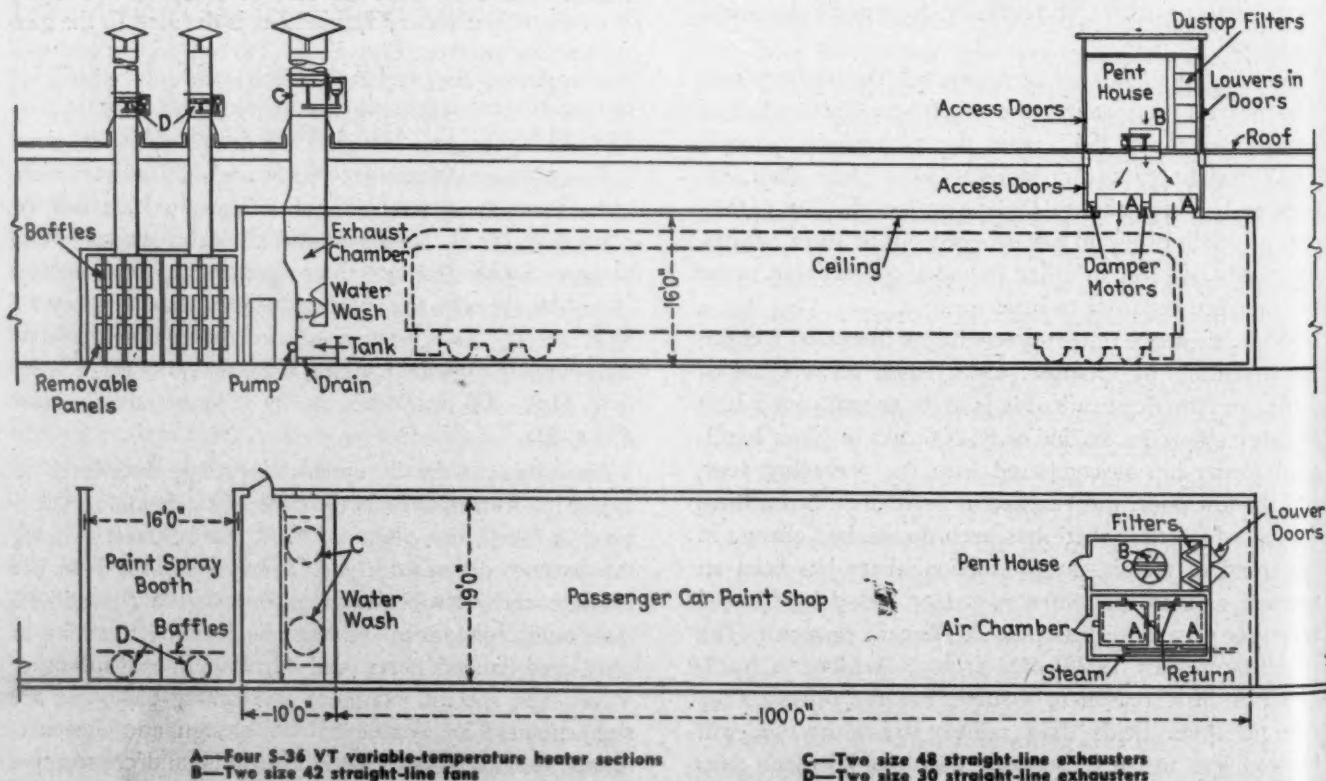 Dustop Filters
Pent
House
Louvers in
Doors
Access Doors
B
Roof
C
D
Access Doors
A
A
Baffles
Exhaust
Chamber
Ceiling
Damper
Motors
16'0"
Water
Wash
Tank
Removable
Panels
Pump
Drain
16'0"
Paint Spray
Booth
D
Baffles
C
Water
Wash
19'0"
Passenger Car Paint Shop
Filters
Louver
Doors
Pent House
B
Air Chamber
A
A
Steam
Return
10'0"
100'0"
A—Four S-36 VT variable-temperature heater sections
B—Two size 42 straight-line fans
C—Two size 48 straight-line exhausters
D—Two size 30 straight-line exhausters